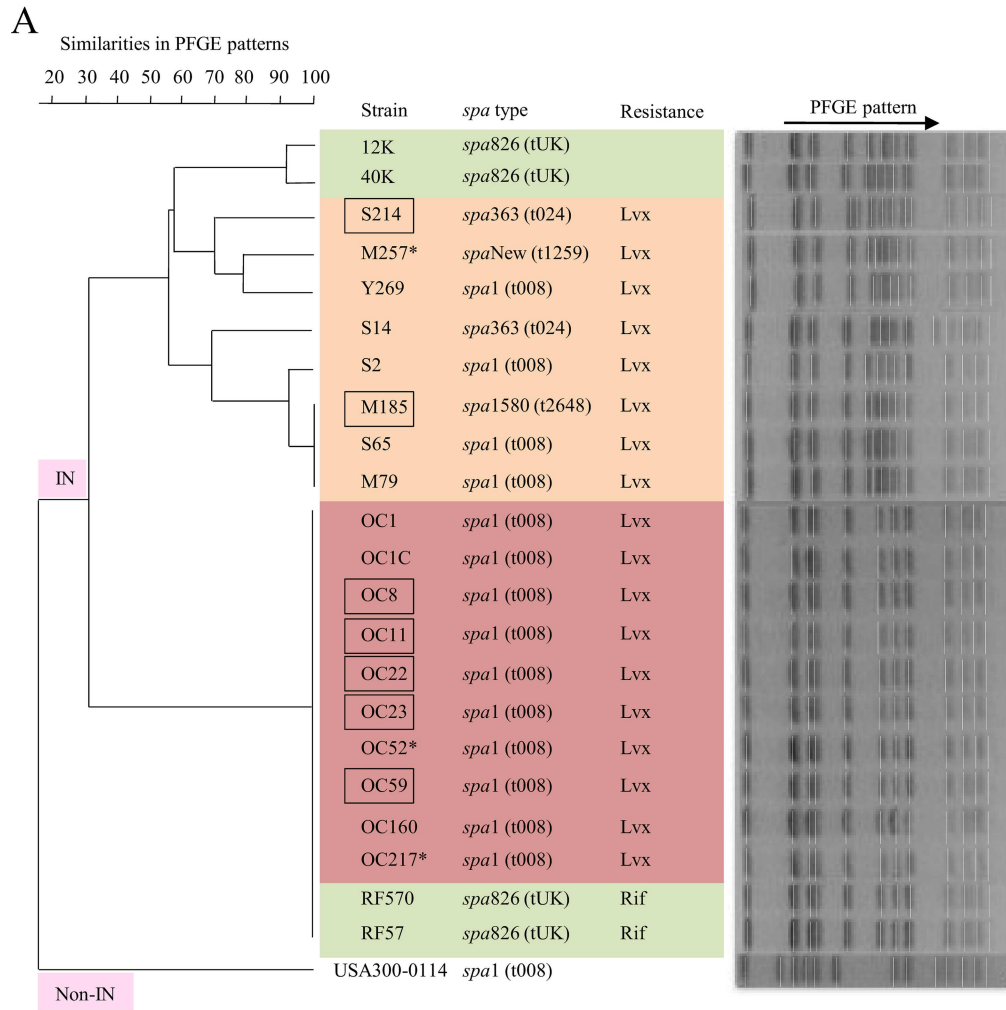 A
Similarities in PFGE patterns
20 30 40 50 60 70 80 90 100
Strain spa type Resistance PFGE pattern
12K spa826 (tUK)
40K spa826 (tUK)
S214 spa363 (t024) Lvx
M257* spaNew (t1259) Lvx
Y269 spa1 (t008) Lvx
S14 spa363 (t024) Lvx
S2 spa1 (t008) Lvx
M185 spa1580 (t2648) Lvx
S65 spa1 (t008) Lvx
IN
M79 spa1 (t008) Lvx
OC1 spa1 (t008) Lvx
OC1C spa1 (t008) Lvx
OC8 spa1 (t008) Lvx
OC11 spa1 (t008) Lvx
OC22 spa1 (t008) Lvx
OC23 spa1 (t008) Lvx
OC52* spa1 (t008) Lvx
OC59 spa1 (t008) Lvx
OC160 spa1 (t008) Lvx
OC217* spa1 (t008) Lvx
RF570 spa826 (tUK) Rif
RF57 spa826 (tUK) Rif
USA300-0114 spa1 (t008)
Non-IN